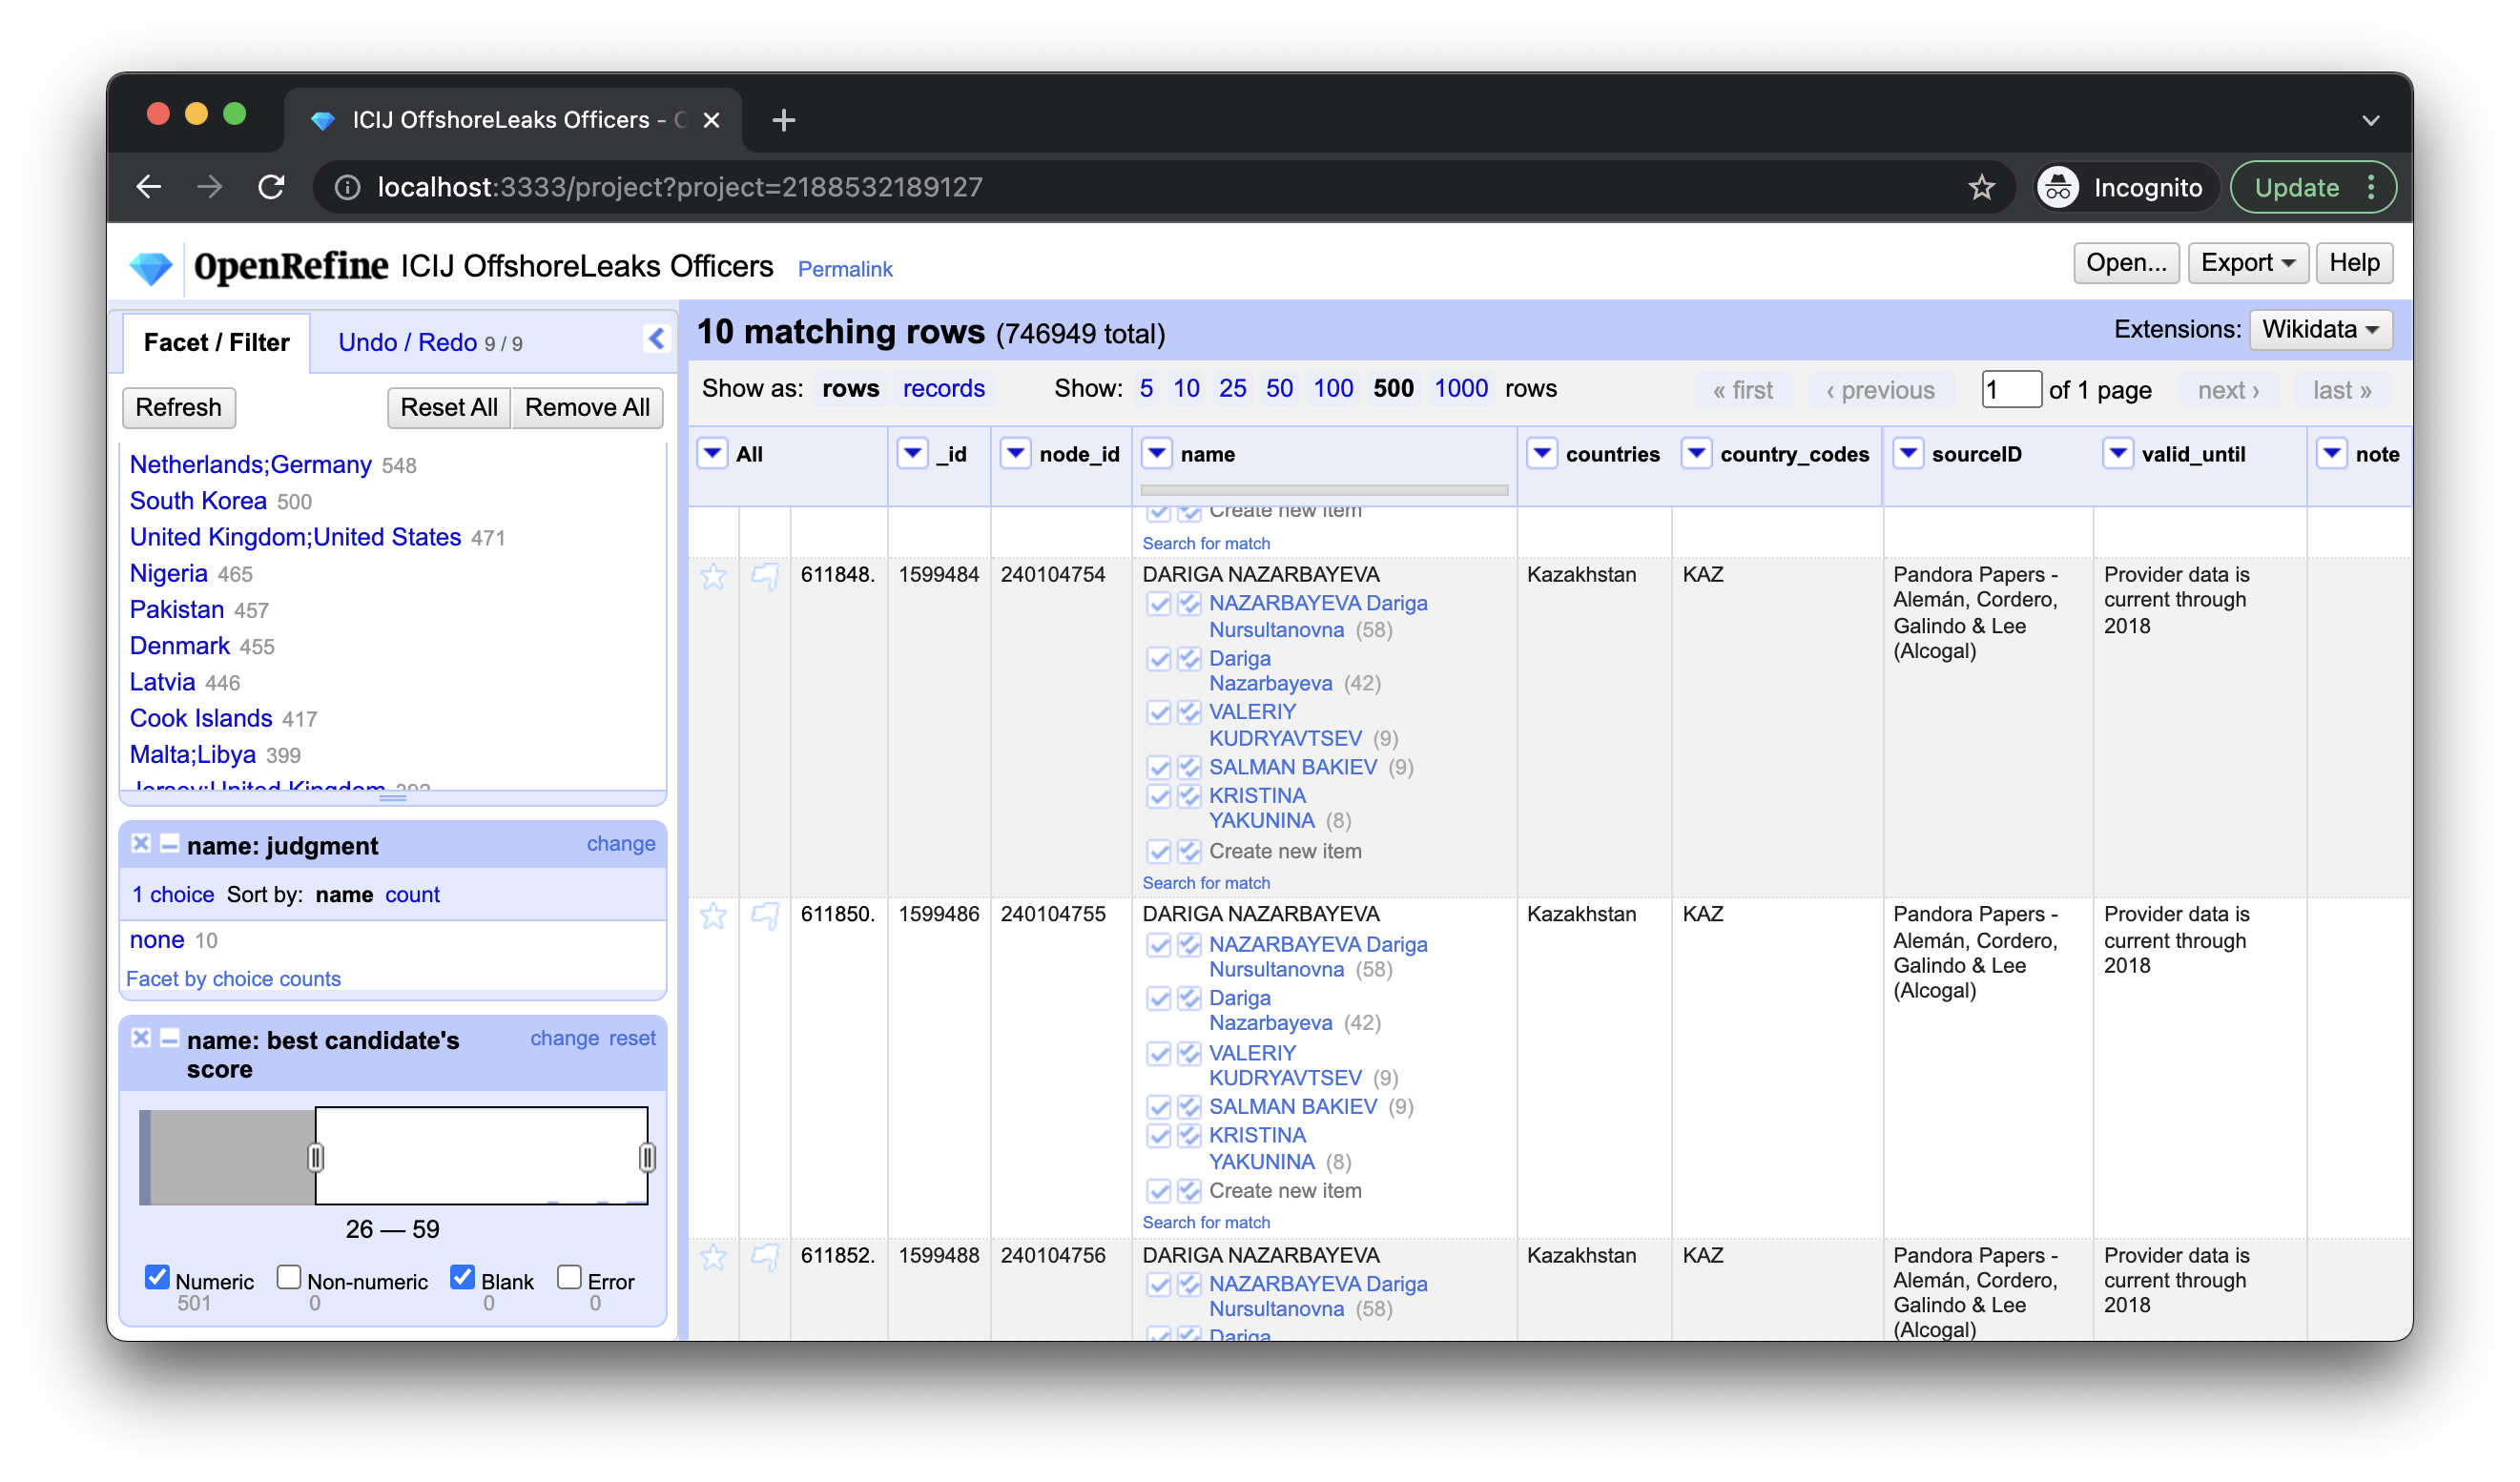 ICIJ OffshoreLeaks Officers -
localhost:3333/project?project=2188532189127
Incognito
Update
OpenRefine ICIJ OffshoreLeaks Officers Permalink
Open... Export Help
Facet / Filter Undo / Redo 9 / 9
Refresh Reset All Remove All
Netherlands;Germany 548
South Korea 500
United Kingdom;United States 471
Nigeria 465
Pakistan 457
Denmark 455
Latvia 446
Cook Islands 417
Malta;Libya 399
Jersey;United Kingdom 392
name: judgment change
1 choice Sort by: name count
none 10
Facet by choice counts
name: best candidate's
score
change reset
26 — 59
Numeric Non-numeric Blank Error
501 0 0 0
10 matching rows (746949 total)
Extensions: Wikidata
Show as: rows records Show: 5 10 25 50 100 500 1000 rows « first ‹ previous 1 of 1 page next › last »
All _id node_id name countries country_codes sourceID valid_until note
Create new item
Search for match
611848. 1599484 240104754 DARIGA NAZARBAYEVA Kazakhstan KAZ
NAZARBAYEVA Dariga
Nursultanovna (58)
Dariga
Nazarbayeva (42)
VALERIY
KUDRYAVTSEV (9)
SALMAN BAKIEV (9)
KRISTINA
YAKUNINA (8)
Create new item
Search for match
Pandora Papers -
Alemán, Cordero,
Galindo & Lee
(Alcogal)
Provider data is
current through
2018
611850. 1599486 240104755 DARIGA NAZARBAYEVA Kazakhstan KAZ
NAZARBAYEVA Dariga
Nursultanovna (58)
Dariga
Nazarbayeva (42)
VALERIY
KUDRYAVTSEV (9)
SALMAN BAKIEV (9)
KRISTINA
YAKUNINA (8)
Create new item
Search for match
Pandora Papers -
Alemán, Cordero,
Galindo & Lee
(Alcogal)
Provider data is
current through
2018
611852. 1599488 240104756 DARIGA NAZARBAYEVA Kazakhstan KAZ
NAZARBAYEVA Dariga
Nursultanovna (58)
Dariga
Pandora Papers -
Alemán, Cordero,
Galindo & Lee
(Alcogal)
Provider data is
current through
2018